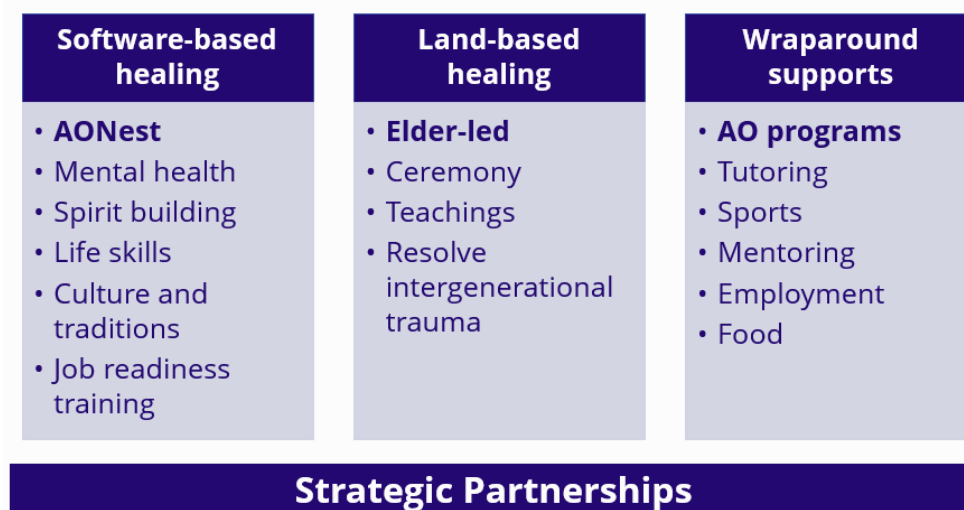 Software-based
healing
• AONest
• Mental health
• Spirit building
• Life skills
• Culture and
traditions
• Job readiness
training
Land-based
healing
• Elder-led
• Ceremony
• Teachings
• Resolve
intergenerational
trauma
Wraparound
supports
• AO programs
• Tutoring
• Sports
• Mentoring
• Employment
• Food
Strategic Partnerships